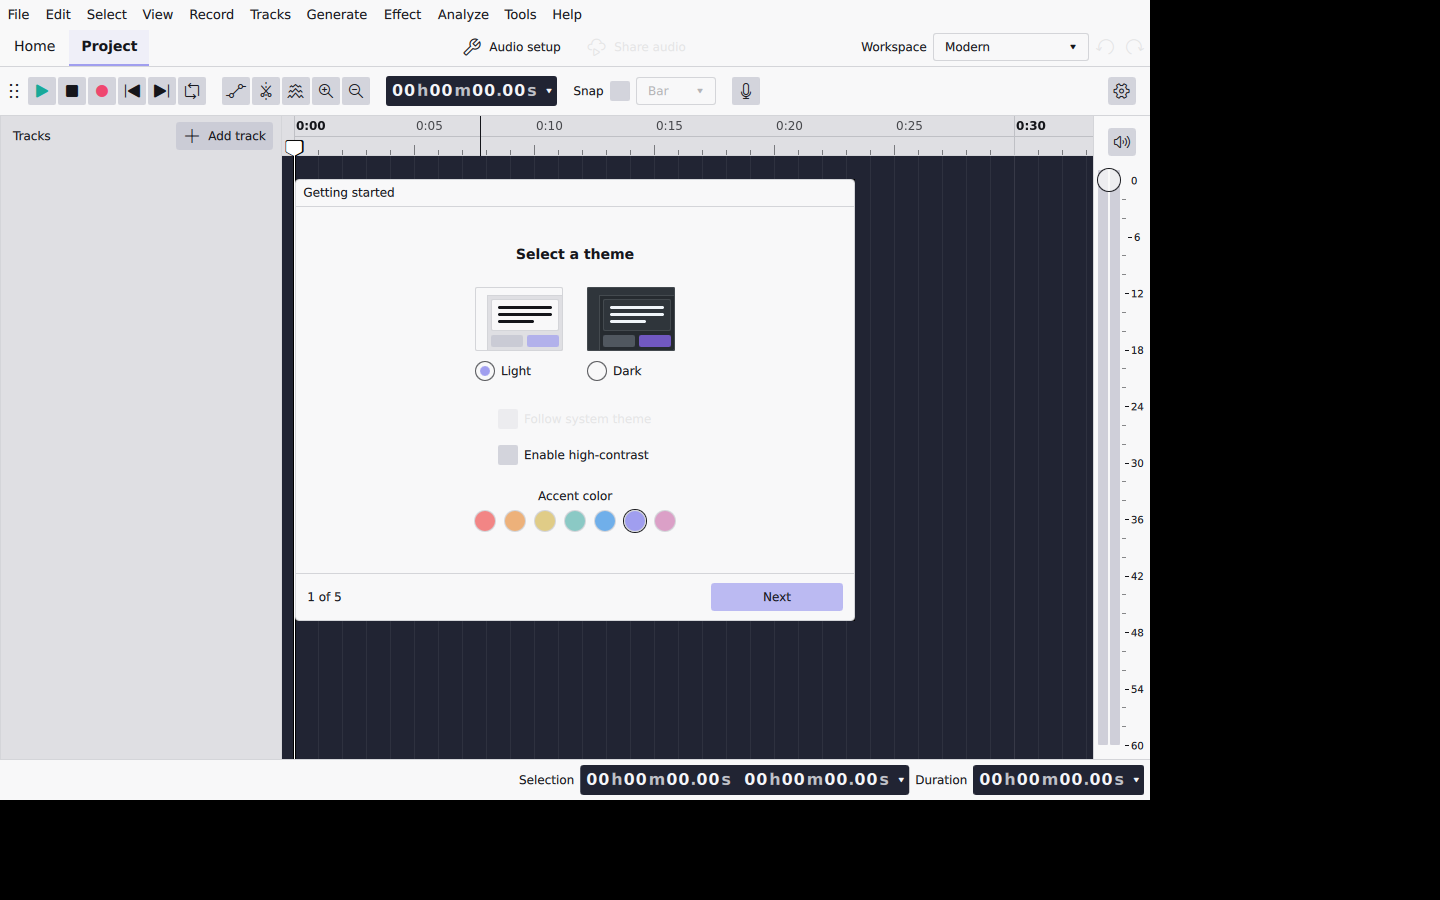 File Edit Select View Record Tracks Generate Effect Analyze Tools Help
Home Project Audio setup Share audio Workspace Modern
00h00m00.00s Snap Bar
Tracks Add track 0:00 0:05 0:10 0:15 0:20 0:25 0:30
Getting started
Select a theme
Light Dark
Follow system theme
Enable high-contrast
Accent color
1 of 5 Next
0
-6
-12
-18
-24
-30
-36
-42
-48
-54
-60
Selection 00h00m00.00s 00h00m00.00s Duration 00h00m00.00s